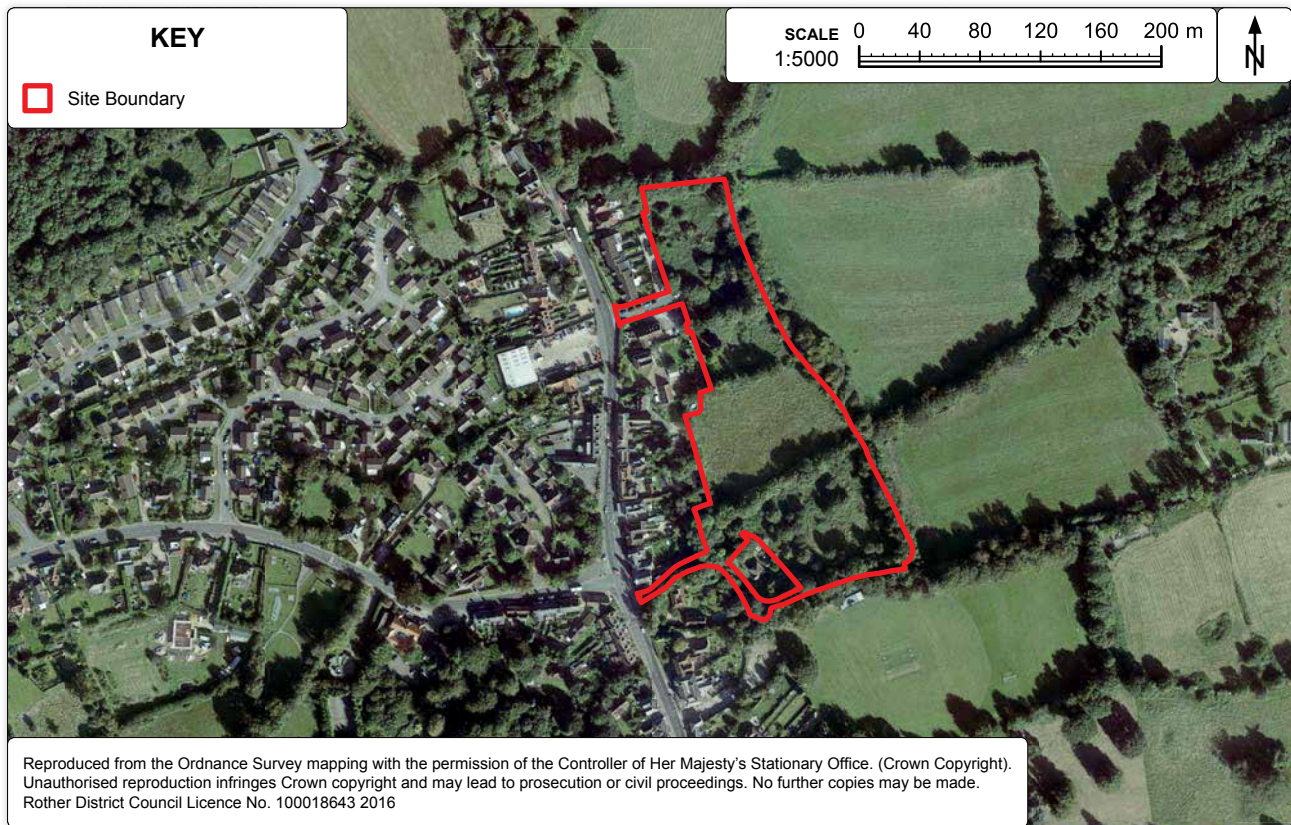 KEY
Site Boundary
SCALE 0 40 80 120 160 200 m
1:5000
N
Reproduced from the Ordnance Survey mapping with the permission of the Controller of Her Majesty's Stationary Office. (Crown Copyright).
Unauthorised reproduction infringes Crown copyright and may lead to prosecution or civil proceedings. No further copies may be made.
Rother District Council Licence No. 100018643 2016